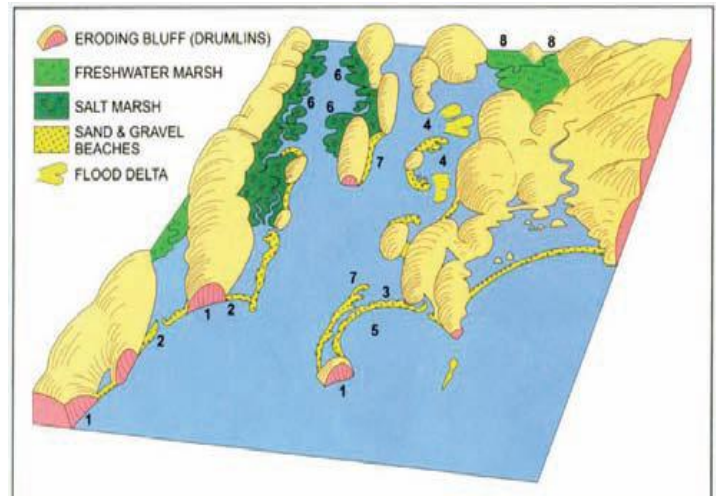 ERODING BLUFF (DRUMLINS)
FRESHWATER MARSH
SALT MARSH
SAND & GRAVEL
BEACHES
FLOOD DELTA
8 8
6
6
6
4
4
7
7
3
1 2
5
2
1
1